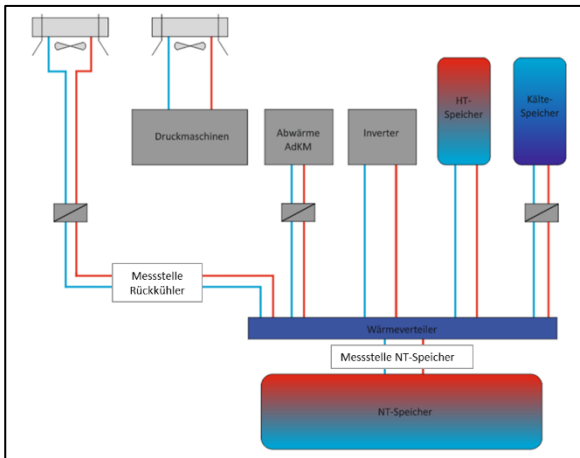 Druckmaschinen
Abwärme
AdKM
Inverter
HT-
Speicher
Kälte-
Speicher
Messstelle
Rückkühler
Wärmeverteiler
Messstelle NT-Speicher
NT-Speicher